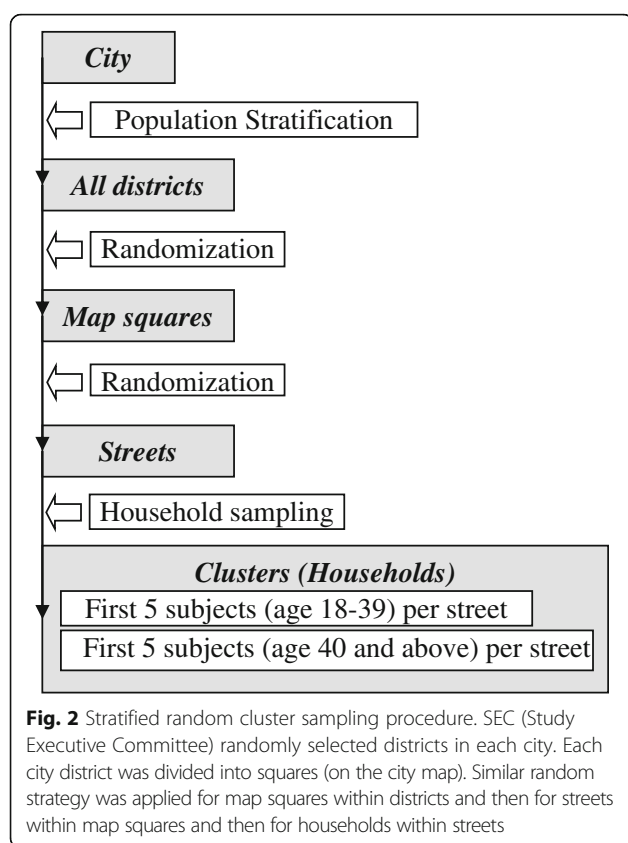 City
Population Stratification
All districts
Randomization
Map squares
Randomization
Streets
Household sampling
Clusters (Households)
First 5 subjects (age 18-39) per street
First 5 subjects (age 40 and above) per street
Fig. 2 Stratified random cluster sampling procedure. SEC (Study
Executive Committee) randomly selected districts in each city. Each
city district was divided into squares (on the city map). Similar random
strategy was applied for map squares within districts and then for streets
within map squares and then for households within streets